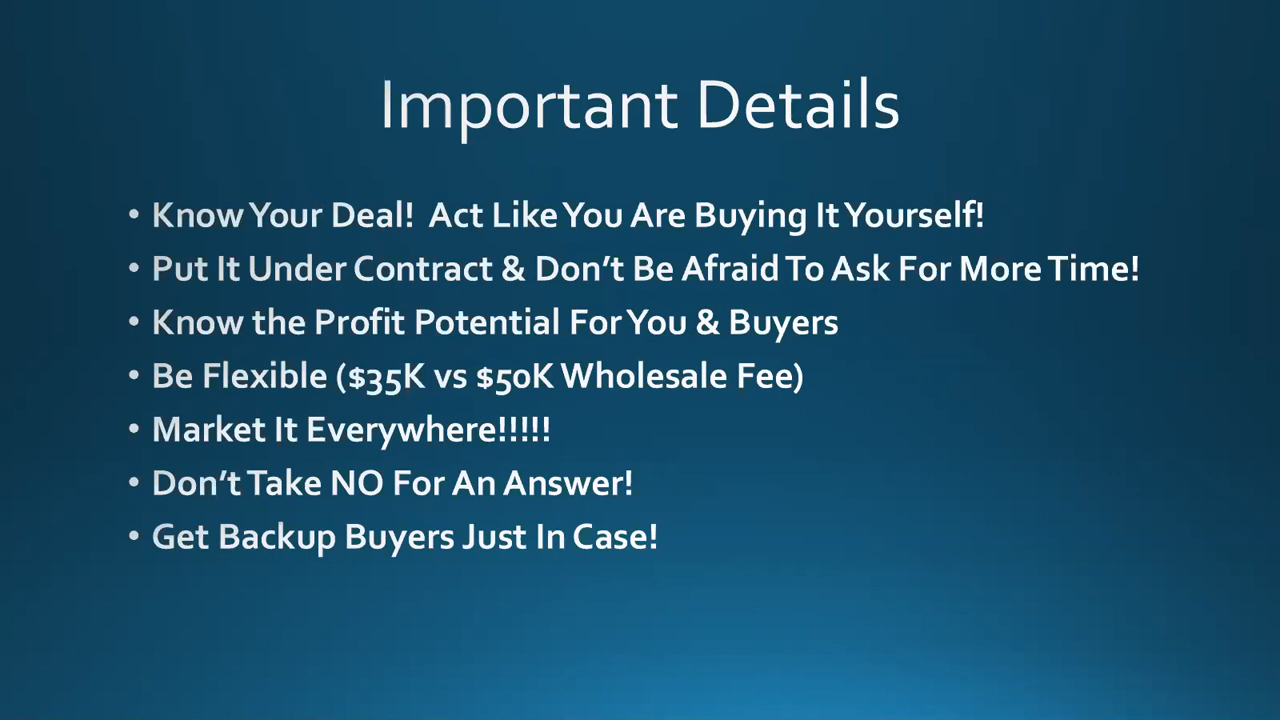 Important Details
• Know Your Deal!  Act Like You Are Buying It Yourself!
• Put It Under Contract & Don’t Be Afraid To Ask For More Time!
• Know the Profit Potential For You & Buyers
• Be Flexible ($35K vs $50K Wholesale Fee)
• Market It Everywhere!!!!!
• Don’t Take NO For An Answer!
• Get Backup Buyers Just In Case!